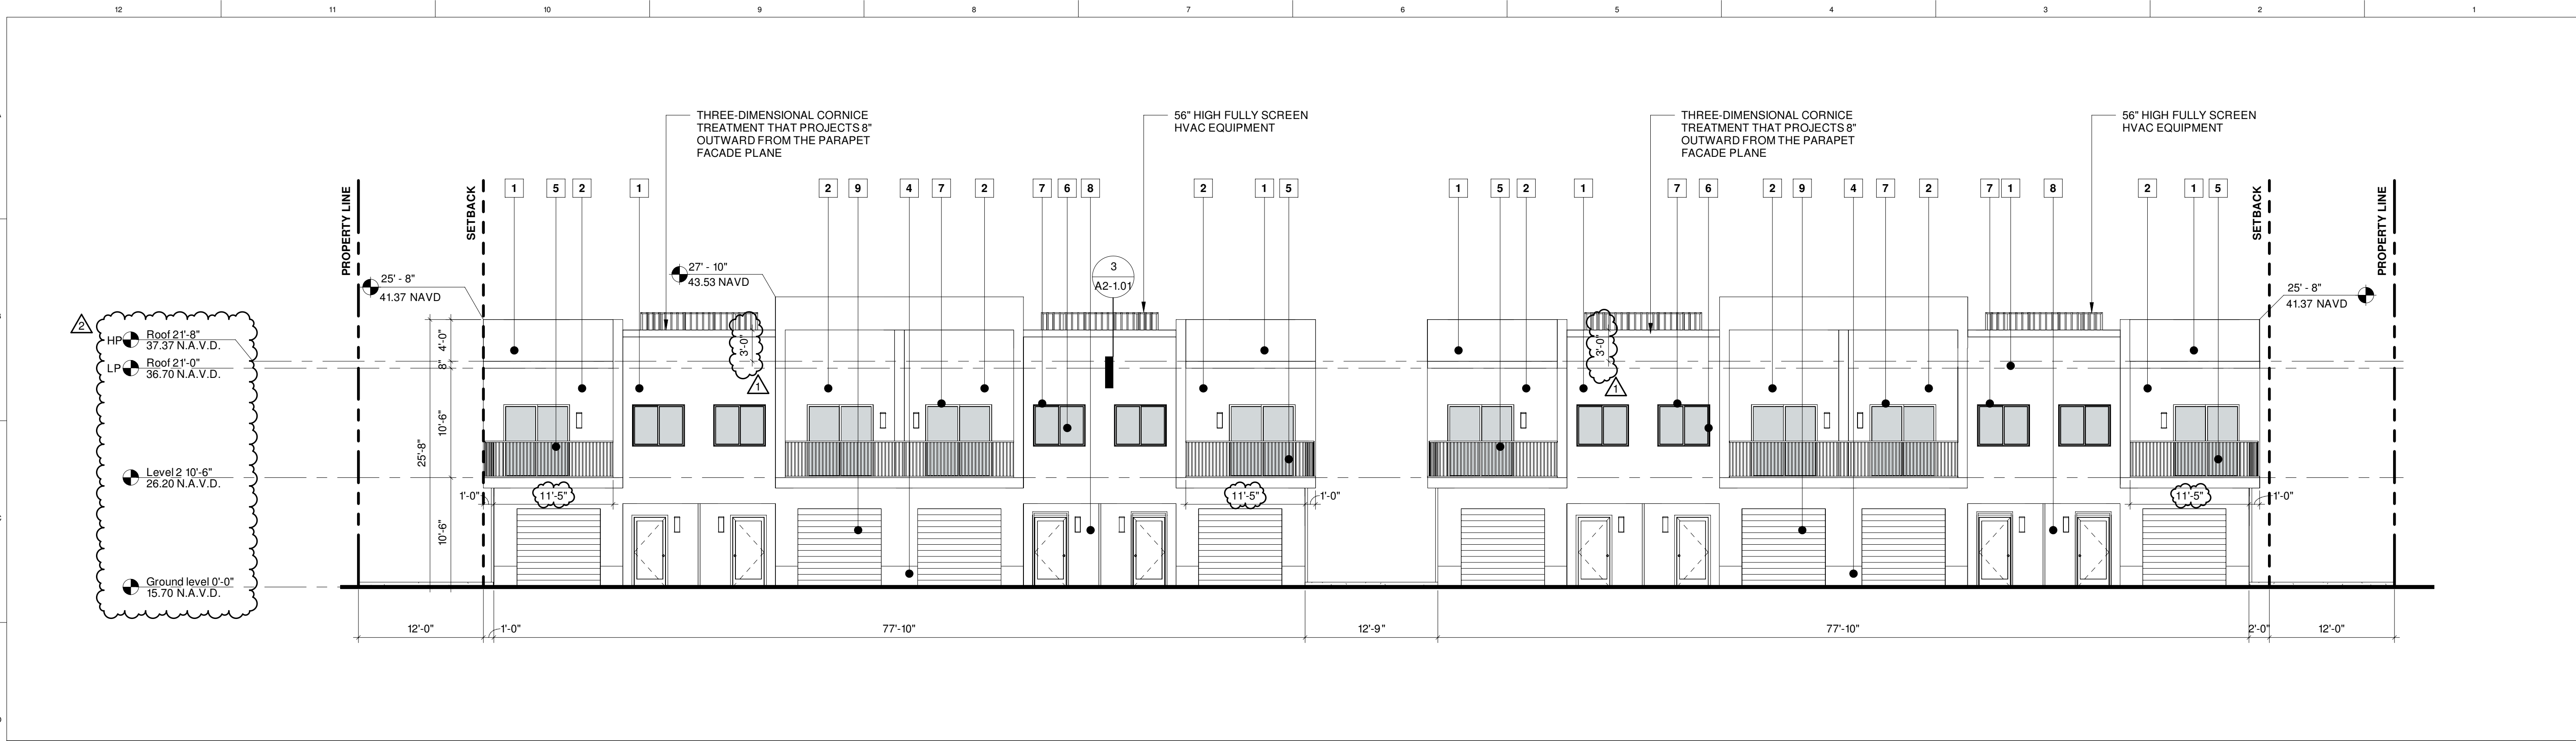 12 11 10 9 8 7 6 5 4 3 2 1
THREE-DIMENSIONAL CORNICE
TREATMENT THAT PROJECTS 8"
OUTWARD FROM THE PARAPET
FACADE PLANE
56" HIGH FULLY SCREEN
HVAC EQUIPMENT
THREE-DIMENSIONAL CORNICE
TREATMENT THAT PROJECTS 8"
OUTWARD FROM THE PARAPET
FACADE PLANE
56" HIGH FULLY SCREEN
HVAC EQUIPMENT
PROPERTY LINE
SETBACK
1 5 2 1 2 9 4 7 2 7 6 8 2 1 5 1 5 2 1 7 6 2 9 4 7 2 7 1 8 2 1 5
SETBACK
PROPERTY LINE
25' - 8"
41.37 NAVD
27' - 10"
43.53 NAVD
3
A2-1.01
25' - 8"
41.37 NAVD
2
HP
Roof 21'-8"
37.37 N.A.V.D.
LP
Roof 21'-0"
36.70 N.A.V.D.
Level 2 10'-6"
26.20 N.A.V.D.
Ground level 0'-0"
15.70 N.A.V.D.
25'-8"
4'-0"
8"
10'-6"
10'-6"
3'-0"
1
3'-0"
1
1'-0"
11'-5"
11'-5"
1'-0"
11'-5"
1'-0"
12'-0" 1'-0" 77'-10" 12'-9" 77'-10" 2'-0" 12'-0"